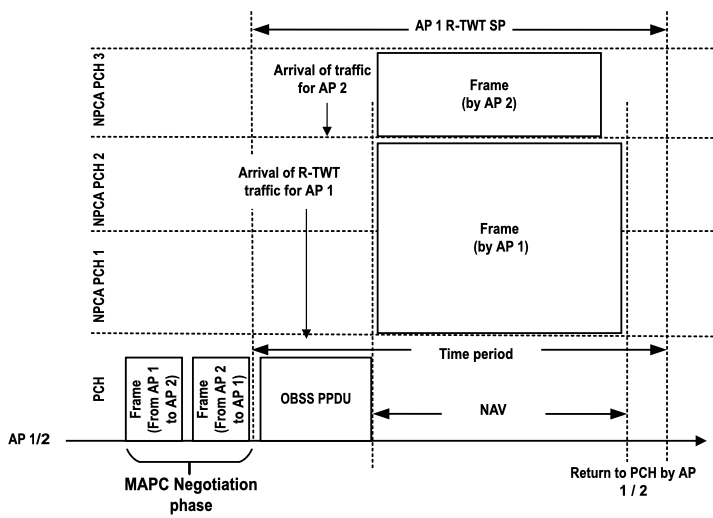 AP 1 R-TWT SP
NPCA PCH 3
Arrival of traffic
for AP 2
Frame
(by AP 2)
NPCA PCH 2
Arrival of R-TWT
traffic for AP 1
Frame
(by AP 1)
NPCA PCH 1
Time period
PCH
Frame
(From AP 1
to AP 2)
Frame
(From AP 2
to AP 1)
OBSS PPDU
NAV
AP 1/2
MAPC Negotiation
phase
Return to PCH by AP
1 / 2